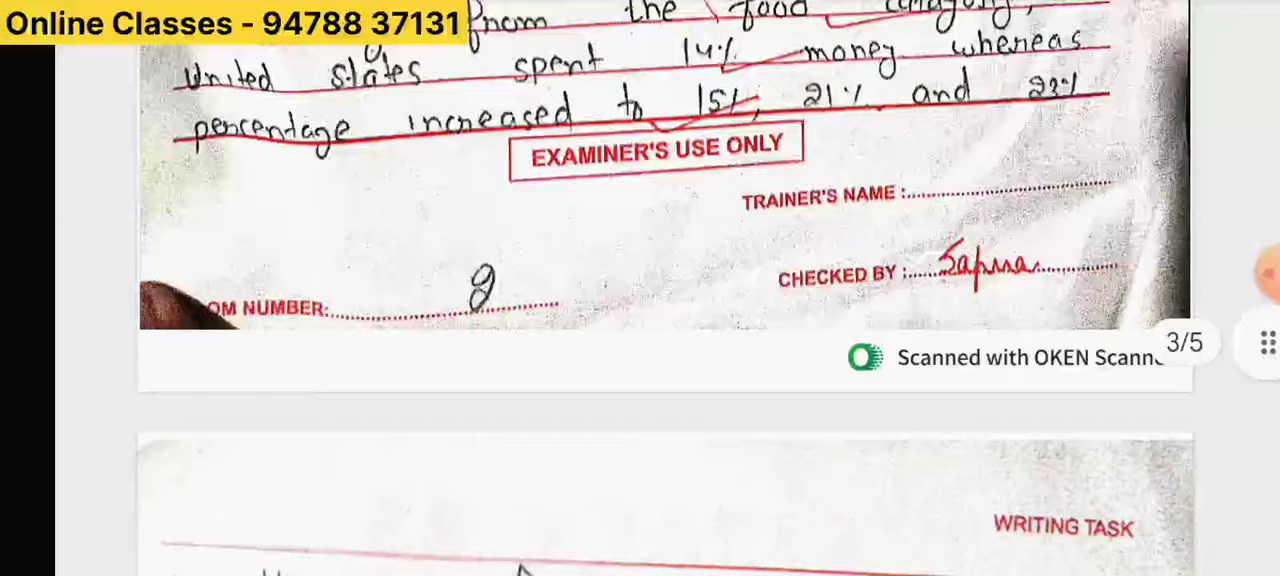 Online Classes - 94788 37131
from the food category,
United states spent 14% money whereas
percentage increased to 15%, 21% and 22%
EXAMINER'S USE ONLY
TRAINER'S NAME :
CHECKED BY : Sapna
OM NUMBER: 8
Scanned with OKEN Scann
3/5
WRITING TASK